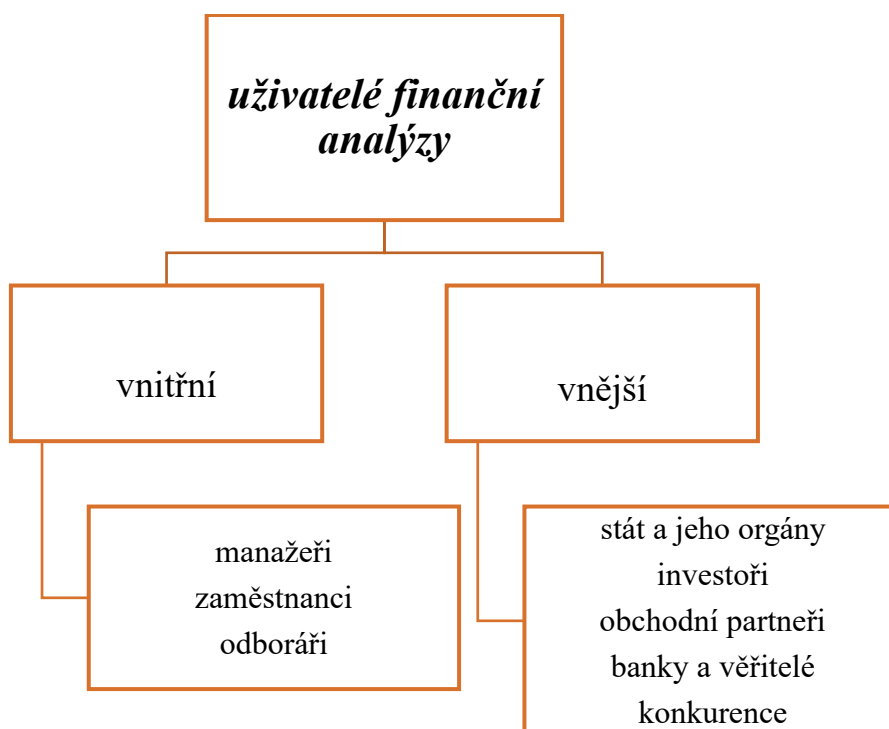 uživatelé finanční
analýzy
vnitřní
vnější
manažeři
zaměstnanci
odboráři
stát a jeho orgány
investoři
obchodní partneři
banky a věřitelé
konkurence